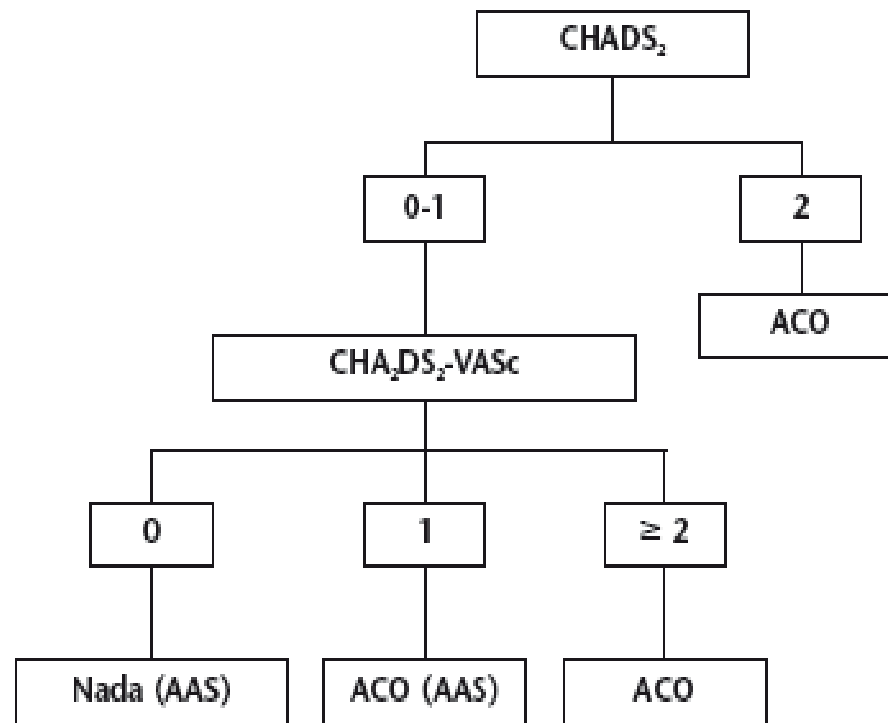 CHADS₂
0-1
2
ACO
CHA₂DS₂-VASc
0
1
≥ 2
Nada (AAS)
ACO (AAS)
ACO